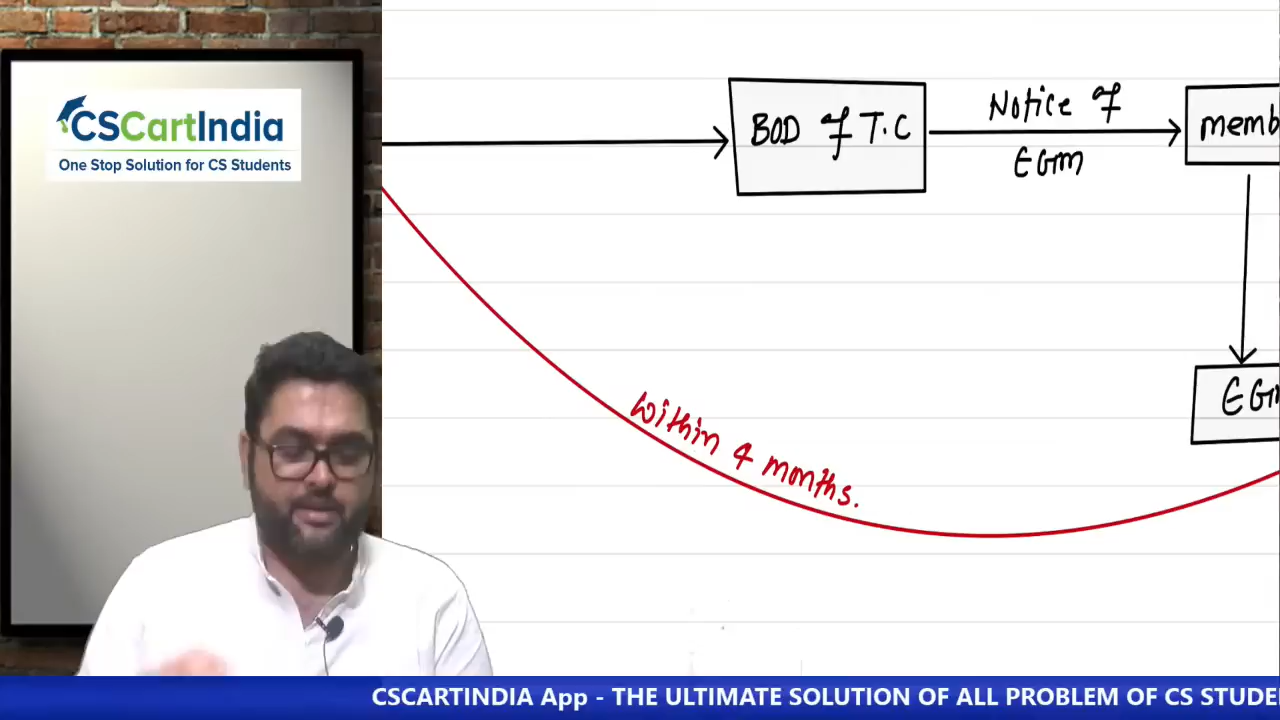 CSCartIndia
One Stop Solution for CS Students
BOD of T.C
Notice of
EGM
memb
EGM
within 4 months.
CSCARTINDIA App - THE ULTIMATE SOLUTION OF ALL PROBLEM OF CS STUDE